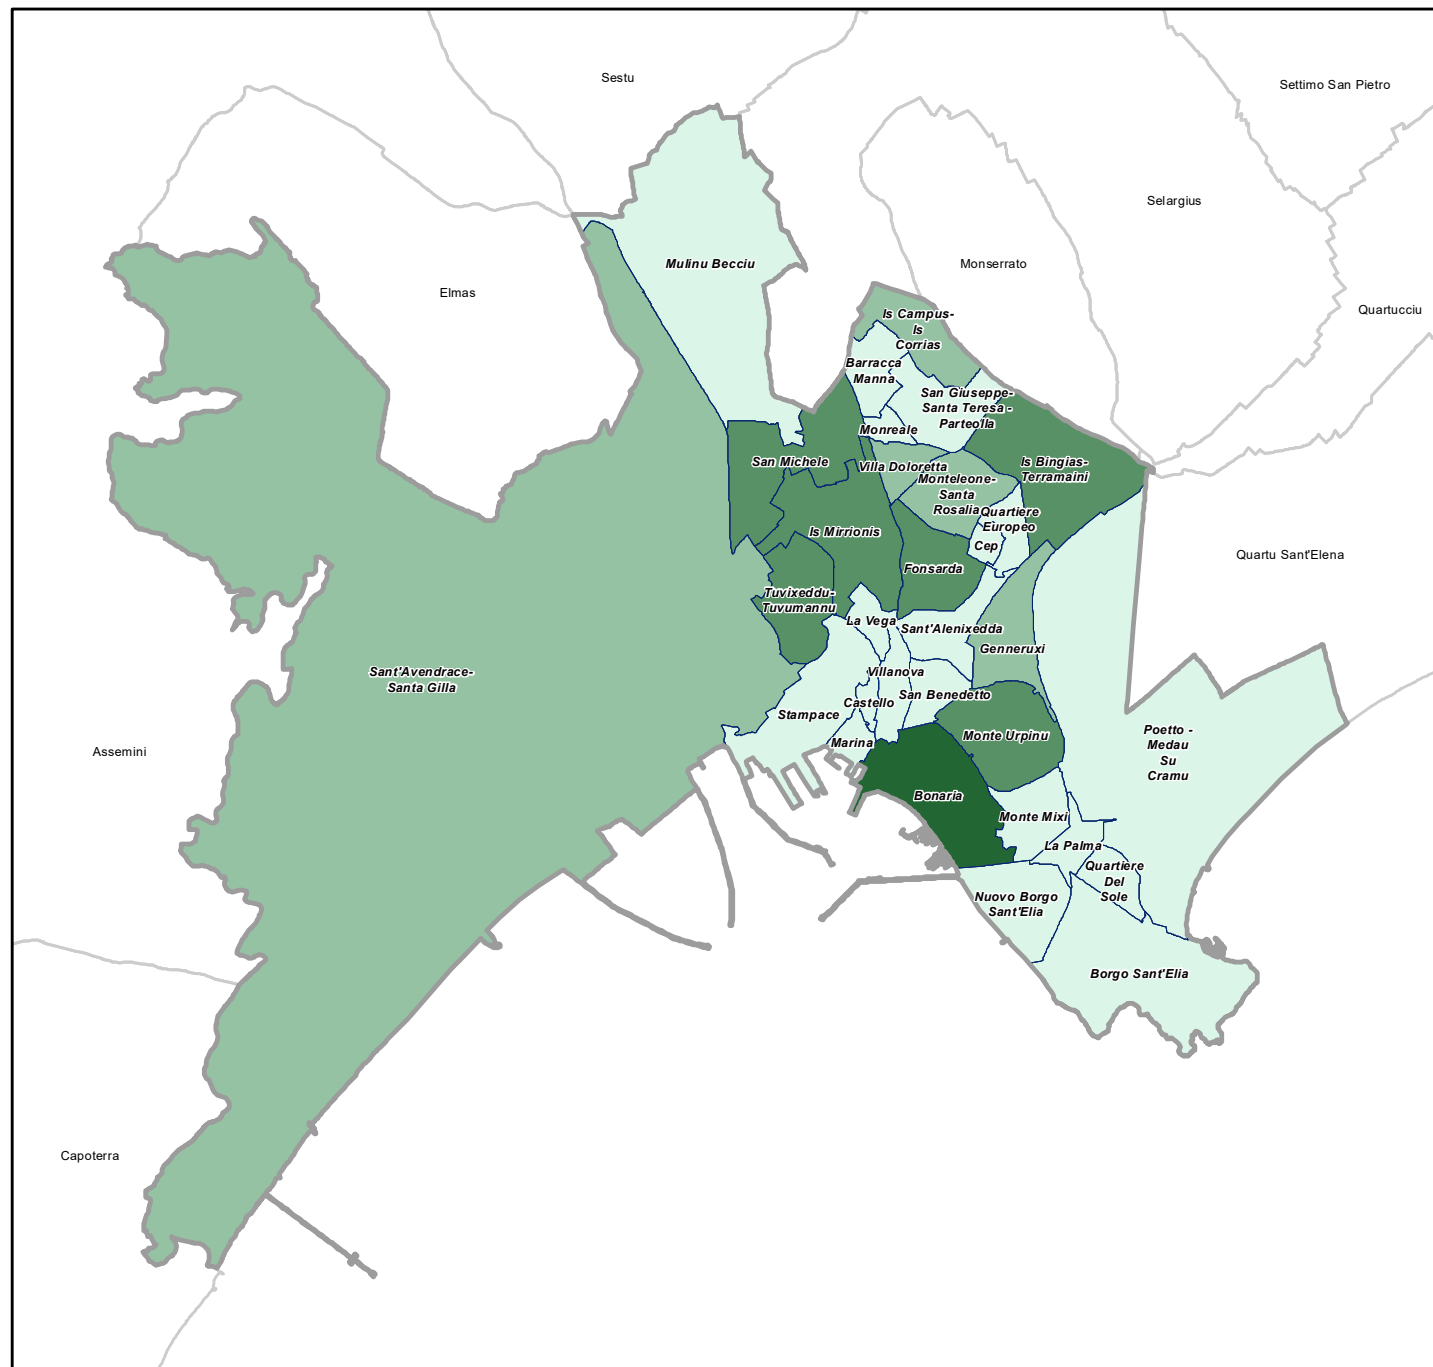 Sestu
Settimo San Pietro
Selargius
Mulinu Becciu
Monserrato
Elmas
Quartucciu
Is Campus-
Is
Corrias
Barracca
Manna
San Giuseppe-
Santa Teresa -
Parteolla
Monreale
San Michele
Villa Doloretta
Is Bingias-
Terramaini
Monteleone-
Santa
Rosalia
Quartiere
Europeo
Is Mirrionis
Cep
Quartu Sant'Elena
Fonsarda
Tuvixeddu-
Tuvumannu
La Vega
Sant'Alenixedda
Genneruxi
Sant'Avendrace-
Santa Gilla
Villanova
San Benedetto
Castello
Stampace
Marina
Monte Urpinu
Poetto -
Medau
Su
Cramu
Assemini
Bonaria
Monte Mixi
La Palma
Quartiere
Del
Sole
Nuovo Borgo
Sant'Elia
Borgo Sant'Elia
Capoterra